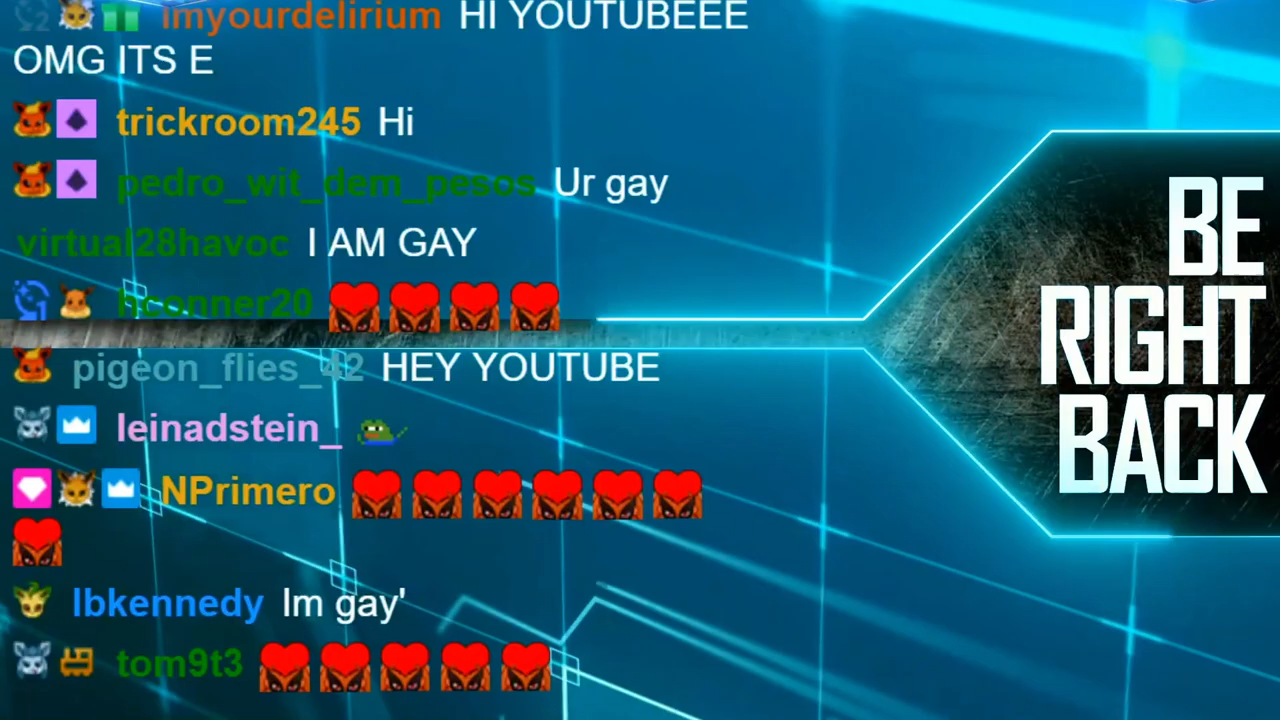 imyourdelirium HI YOUTUBEEE
OMG ITS E
trickroom245 Hi
pedro_wit_dem_pesos Ur gay
virtual28havoc I AM GAY
hconner20
pigeon_flies_42 HEY YOUTUBE
leinadstein_
NPrimero
lbkennedy Im gay'
tom9t3
BE
RIGHT
BACK